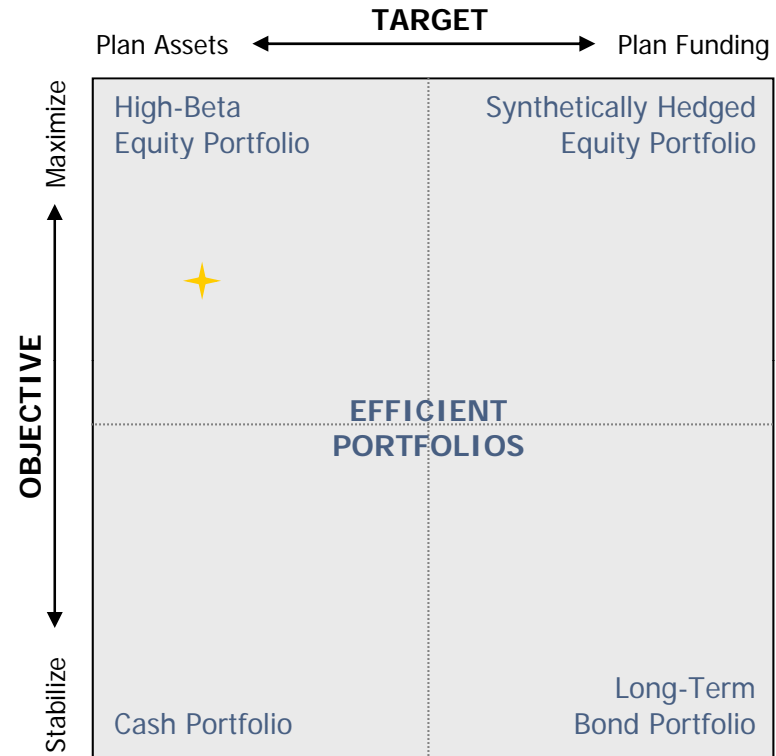 TARGET
Plan Assets
Plan Funding
Maximize
High-Beta
Equity Portfolio
Synthetically Hedged
Equity Portfolio
OBJECTIVE
EFFICIENT
PORTFOLIOS
Stabilize
Cash Portfolio
Long-Term
Bond Portfolio